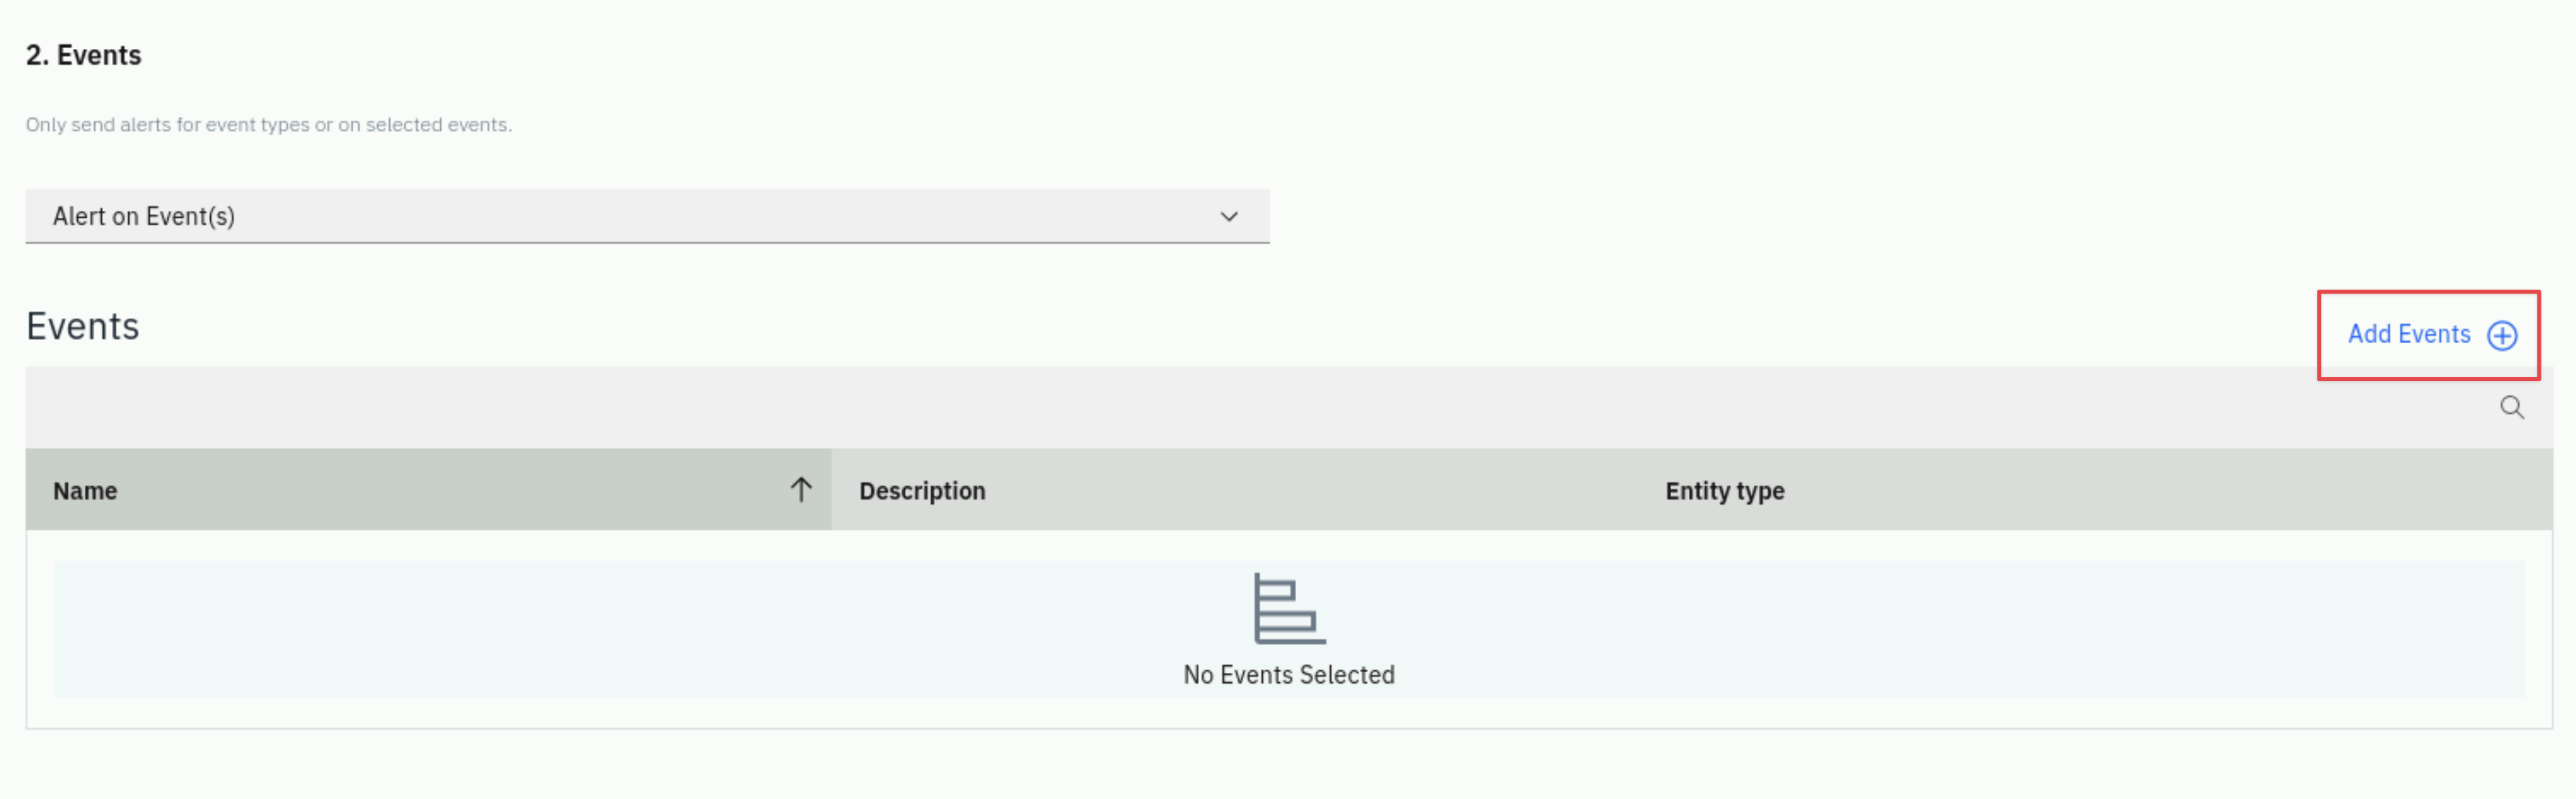 2. Events
Only send alerts for event types or on selected events.
Alert on Event(s)
Events
Add Events
Name
Description
Entity type
No Events Selected